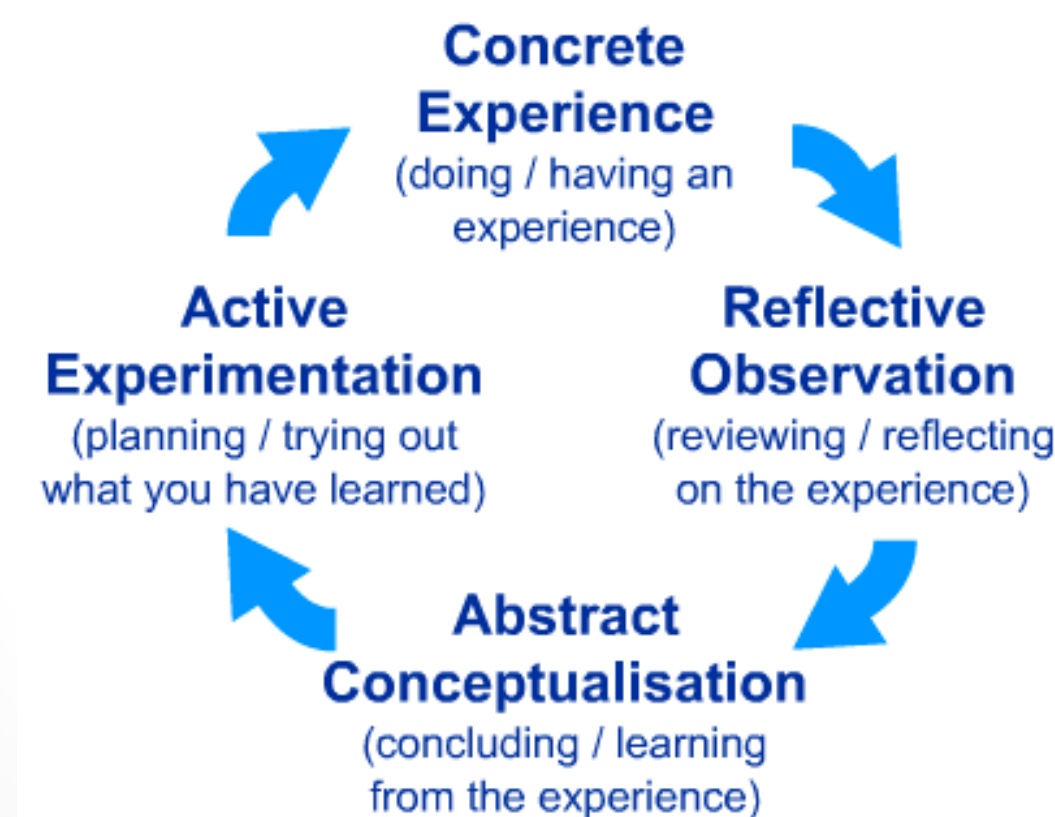 Concrete
Experience
(doing / having an
experience)
Reflective
Observation
(reviewing / reflecting
on the experience)
Abstract
Conceptualisation
(concluding / learning
from the experience)
Active
Experimentation
(planning / trying out
what you have learned)